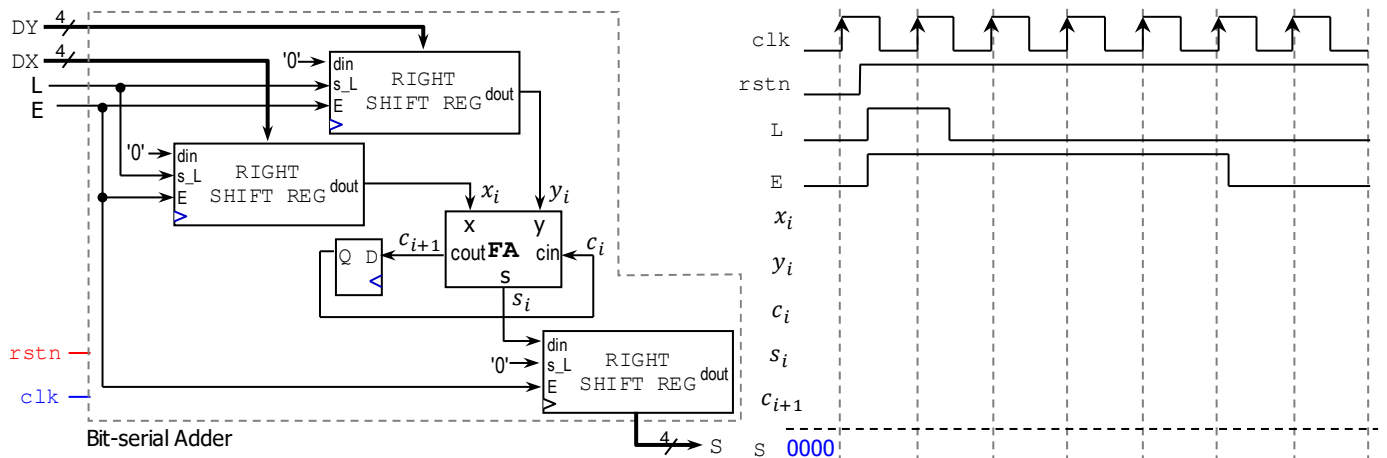 DY
4
DX
4
L
E
'0'
din
s_L
E
RIGHT
SHIFT REG
dout
'0'
din
s_L
E
RIGHT
SHIFT REG
dout
x_i
y_i
x
y
cout
FA
cin
s
c_{i+1}
c_i
Q D
s_i
din
'0'
s_L
E
RIGHT
SHIFT REG
dout
rstn
clk
Bit-serial Adder
4
S
clk
rstn
L
E
x_i
y_i
c_i
s_i
c_{i+1}
S 0000